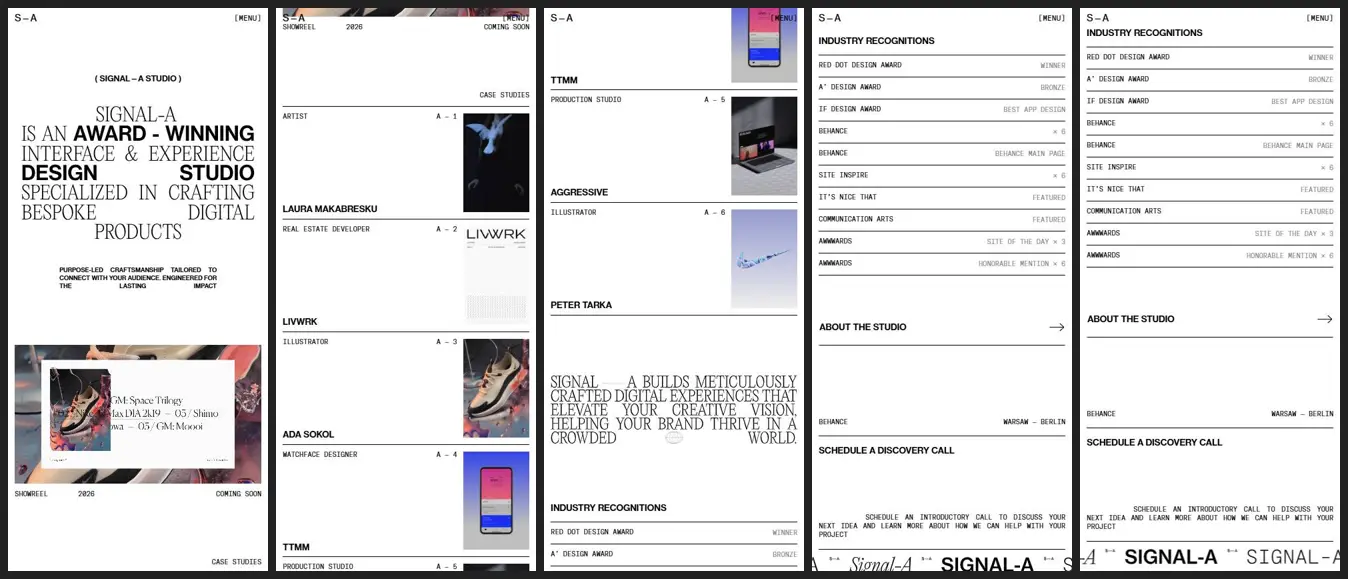 S–A [MENU]
( SIGNAL – A STUDIO )
SIGNAL-A
IS AN AWARD - WINNING
INTERFACE & EXPERIENCE
DESIGN STUDIO
SPECIALIZED IN CRAFTING
BESPOKE DIGITAL
PRODUCTS
PURPOSE-LED CRAFTSMANSHIP TAILORED TO
CONNECT WITH YOUR AUDIENCE. ENGINEERED FOR
THE LASTING IMPACT
GM: Space Trilogy
Max D1A 2k19 – 03 / Shimo
03 / GM: Moooi
SHOWREEL 2026 COMING SOON
CASE STUDIES
S–A [MENU]
SHOWREEL 2026 COMING SOON
CASE STUDIES
ARTIST A – 1
LAURA MAKABRESKU
REAL ESTATE DEVELOPER A – 2
LIVWRK
LIVWRK
ILLUSTRATOR A – 3
ADA SOKOL
WATCHFACE DESIGNER A – 4
TTMM
PRODUCTION STUDIO A – 5
S–A [MENU]
TTMM
PRODUCTION STUDIO A – 5
AGGRESSIVE
ILLUSTRATOR A – 6
PETER TARKA
SIGNAL A BUILDS METICULOUSLY
CRAFTED DIGITAL EXPERIENCES THAT
ELEVATE YOUR CREATIVE VISION,
HELPING YOUR BRAND THRIVE IN A
CROWDED WORLD.
INDUSTRY RECOGNITIONS
RED DOT DESIGN AWARD WINNER
A' DESIGN AWARD BRONZE
S–A [MENU]
INDUSTRY RECOGNITIONS
RED DOT DESIGN AWARD WINNER
A' DESIGN AWARD BRONZE
IF DESIGN AWARD BEST APP DESIGN
BEHANCE × 6
BEHANCE BEHANCE MAIN PAGE
SITE INSPIRE × 6
IT'S NICE THAT FEATURED
COMMUNICATION ARTS FEATURED
AWWWARDS SITE OF THE DAY × 3
AWWWARDS HONORABLE MENTION × 6
ABOUT THE STUDIO →
BEHANCE WARSAW – BERLIN
SCHEDULE A DISCOVERY CALL
SCHEDULE AN INTRODUCTORY CALL TO DISCUSS YOUR
NEXT IDEA AND LEARN MORE ABOUT HOW WE CAN HELP WITH YOUR
PROJECT
Signal-A SIGNAL-A
S–A [MENU]
INDUSTRY RECOGNITIONS
RED DOT DESIGN AWARD WINNER
A' DESIGN AWARD BRONZE
IF DESIGN AWARD BEST APP DESIGN
BEHANCE × 6
BEHANCE BEHANCE MAIN PAGE
SITE INSPIRE × 6
IT'S NICE THAT FEATURED
COMMUNICATION ARTS FEATURED
AWWWARDS SITE OF THE DAY × 3
AWWWARDS HONORABLE MENTION × 6
ABOUT THE STUDIO →
BEHANCE WARSAW – BERLIN
SCHEDULE A DISCOVERY CALL
SCHEDULE AN INTRODUCTORY CALL TO DISCUSS YOUR
NEXT IDEA AND LEARN MORE ABOUT HOW WE CAN HELP WITH YOUR
PROJECT
SIGNAL-A SIGNAL-A